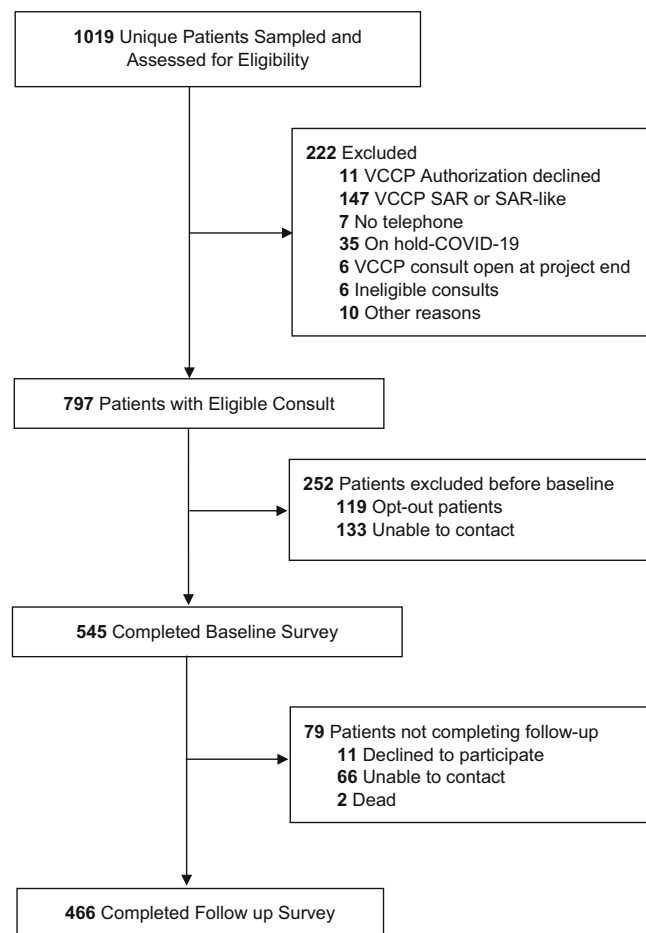 1019 Unique Patients Sampled and
Assessed for Eligibility
222 Excluded
11 VCCP Authorization declined
147 VCCP SAR or SAR-like
7 No telephone
35 On hold-COVID-19
6 VCCP consult open at project end
6 Ineligible consults
10 Other reasons
797 Patients with Eligible Consult
252 Patients excluded before baseline
119 Opt-out patients
133 Unable to contact
545 Completed Baseline Survey
79 Patients not completing follow-up
11 Declined to participate
66 Unable to contact
2 Dead
466 Completed Follow up Survey